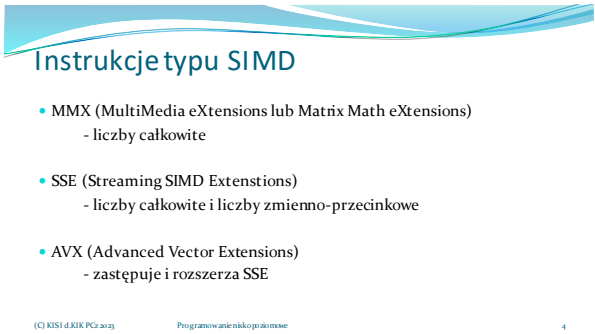 Instrukcje typu SIMD
• MMX (MultiMedia eXtensions lub Matrix Math eXtensions)
- liczby całkowite
• SSE (Streaming SIMD Extenstions)
- liczby całkowite i liczby zmienno-przecinkowe
• AVX (Advanced Vector Extensions)
- zastępuje i rozszerza SSE
(C) KISI d.KIK PCz 2023 Programowanie niskopoziomowe 4